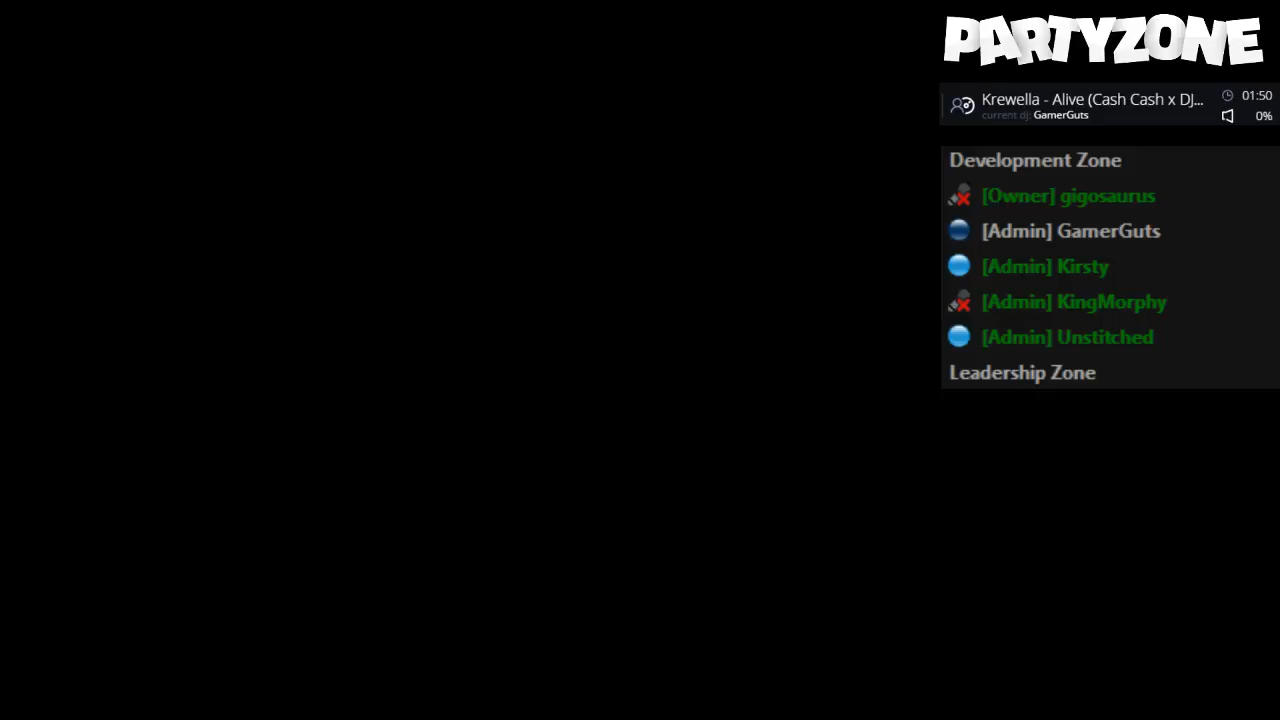 PARTYZONE
Krewella - Alive (Cash Cash x DJ...
01:50
current dj: GamerGuts
0%
Development Zone
[Owner] gigosaurus
[Admin] GamerGuts
[Admin] Kirsty
[Admin] KingMorphy
[Admin] Unstitched
Leadership Zone